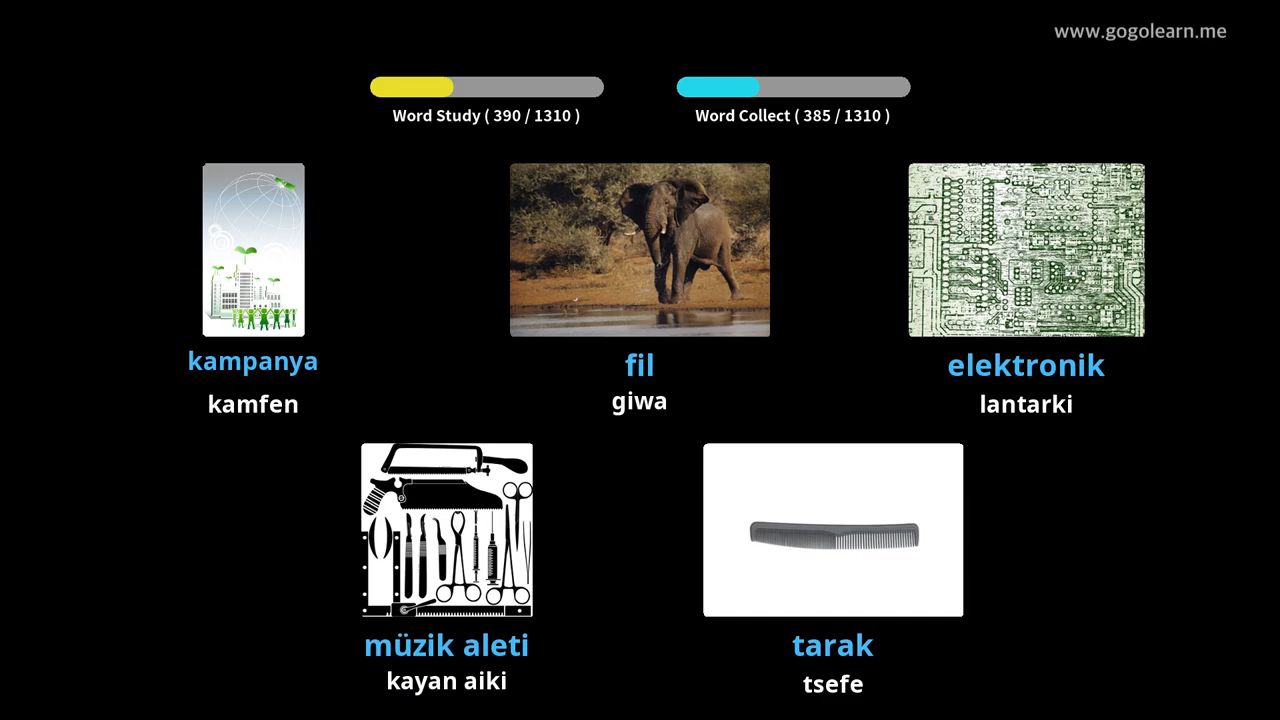 www.gogolearn.me
Word Study ( 390 / 1310 )
Word Collect ( 385 / 1310 )
kampanya
kamfen
fil
giwa
elektronik
lantarki
müzik aleti
kayan aiki
tarak
tsefe